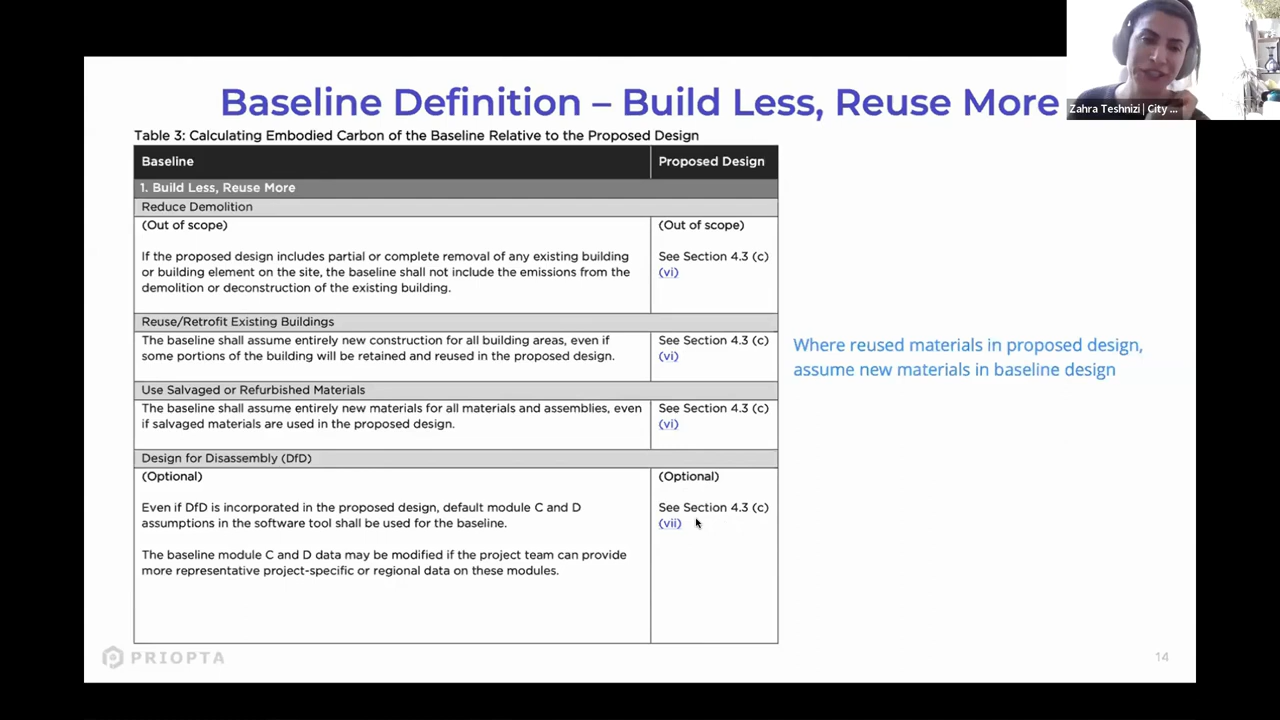 Baseline Definition – Build Less, Reuse More
Zahra Teshnizi | City ...
Table 3: Calculating Embodied Carbon of the Baseline Relative to the Proposed Design
Baseline
Proposed Design
1. Build Less, Reuse More
Reduce Demolition
(Out of scope)
If the proposed design includes partial or complete removal of any existing building
or building element on the site, the baseline shall not include the emissions from the
demolition or deconstruction of the existing building.
(Out of scope)
See Section 4.3 (c)
(vi)
Reuse/Retrofit Existing Buildings
The baseline shall assume entirely new construction for all building areas, even if
some portions of the building will be retained and reused in the proposed design.
See Section 4.3 (c)
(vi)
Where reused materials in proposed design,
assume new materials in baseline design
Use Salvaged or Refurbished Materials
The baseline shall assume entirely new materials for all materials and assemblies, even
if salvaged materials are used in the proposed design.
See Section 4.3 (c)
(vi)
Design for Disassembly (DfD)
(Optional)
Even if DfD is incorporated in the proposed design, default module C and D
assumptions in the software tool shall be used for the baseline.
The baseline module C and D data may be modified if the project team can provide
more representative project-specific or regional data on these modules.
(Optional)
See Section 4.3 (c)
(vii)
PRIOPTA
14